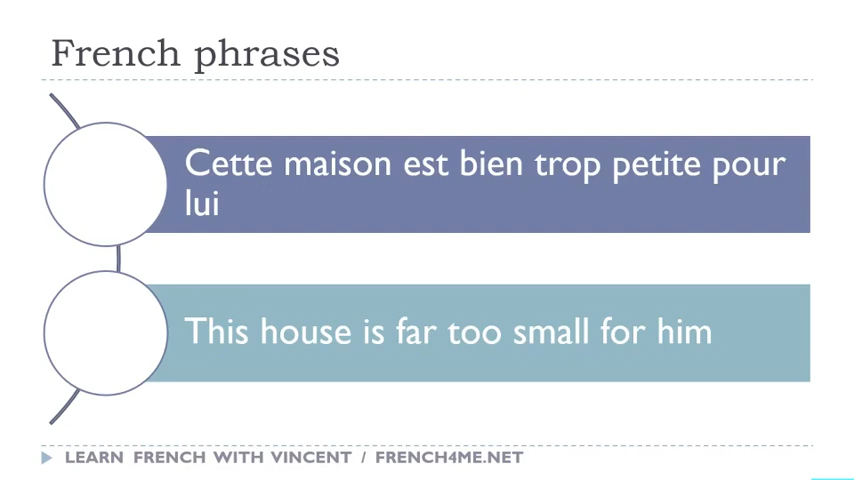 French phrases
Cette maison est bien trop petite pour
lui
This house is far too small for him
LEARN FRENCH WITH VINCENT / FRENCH4ME.NET